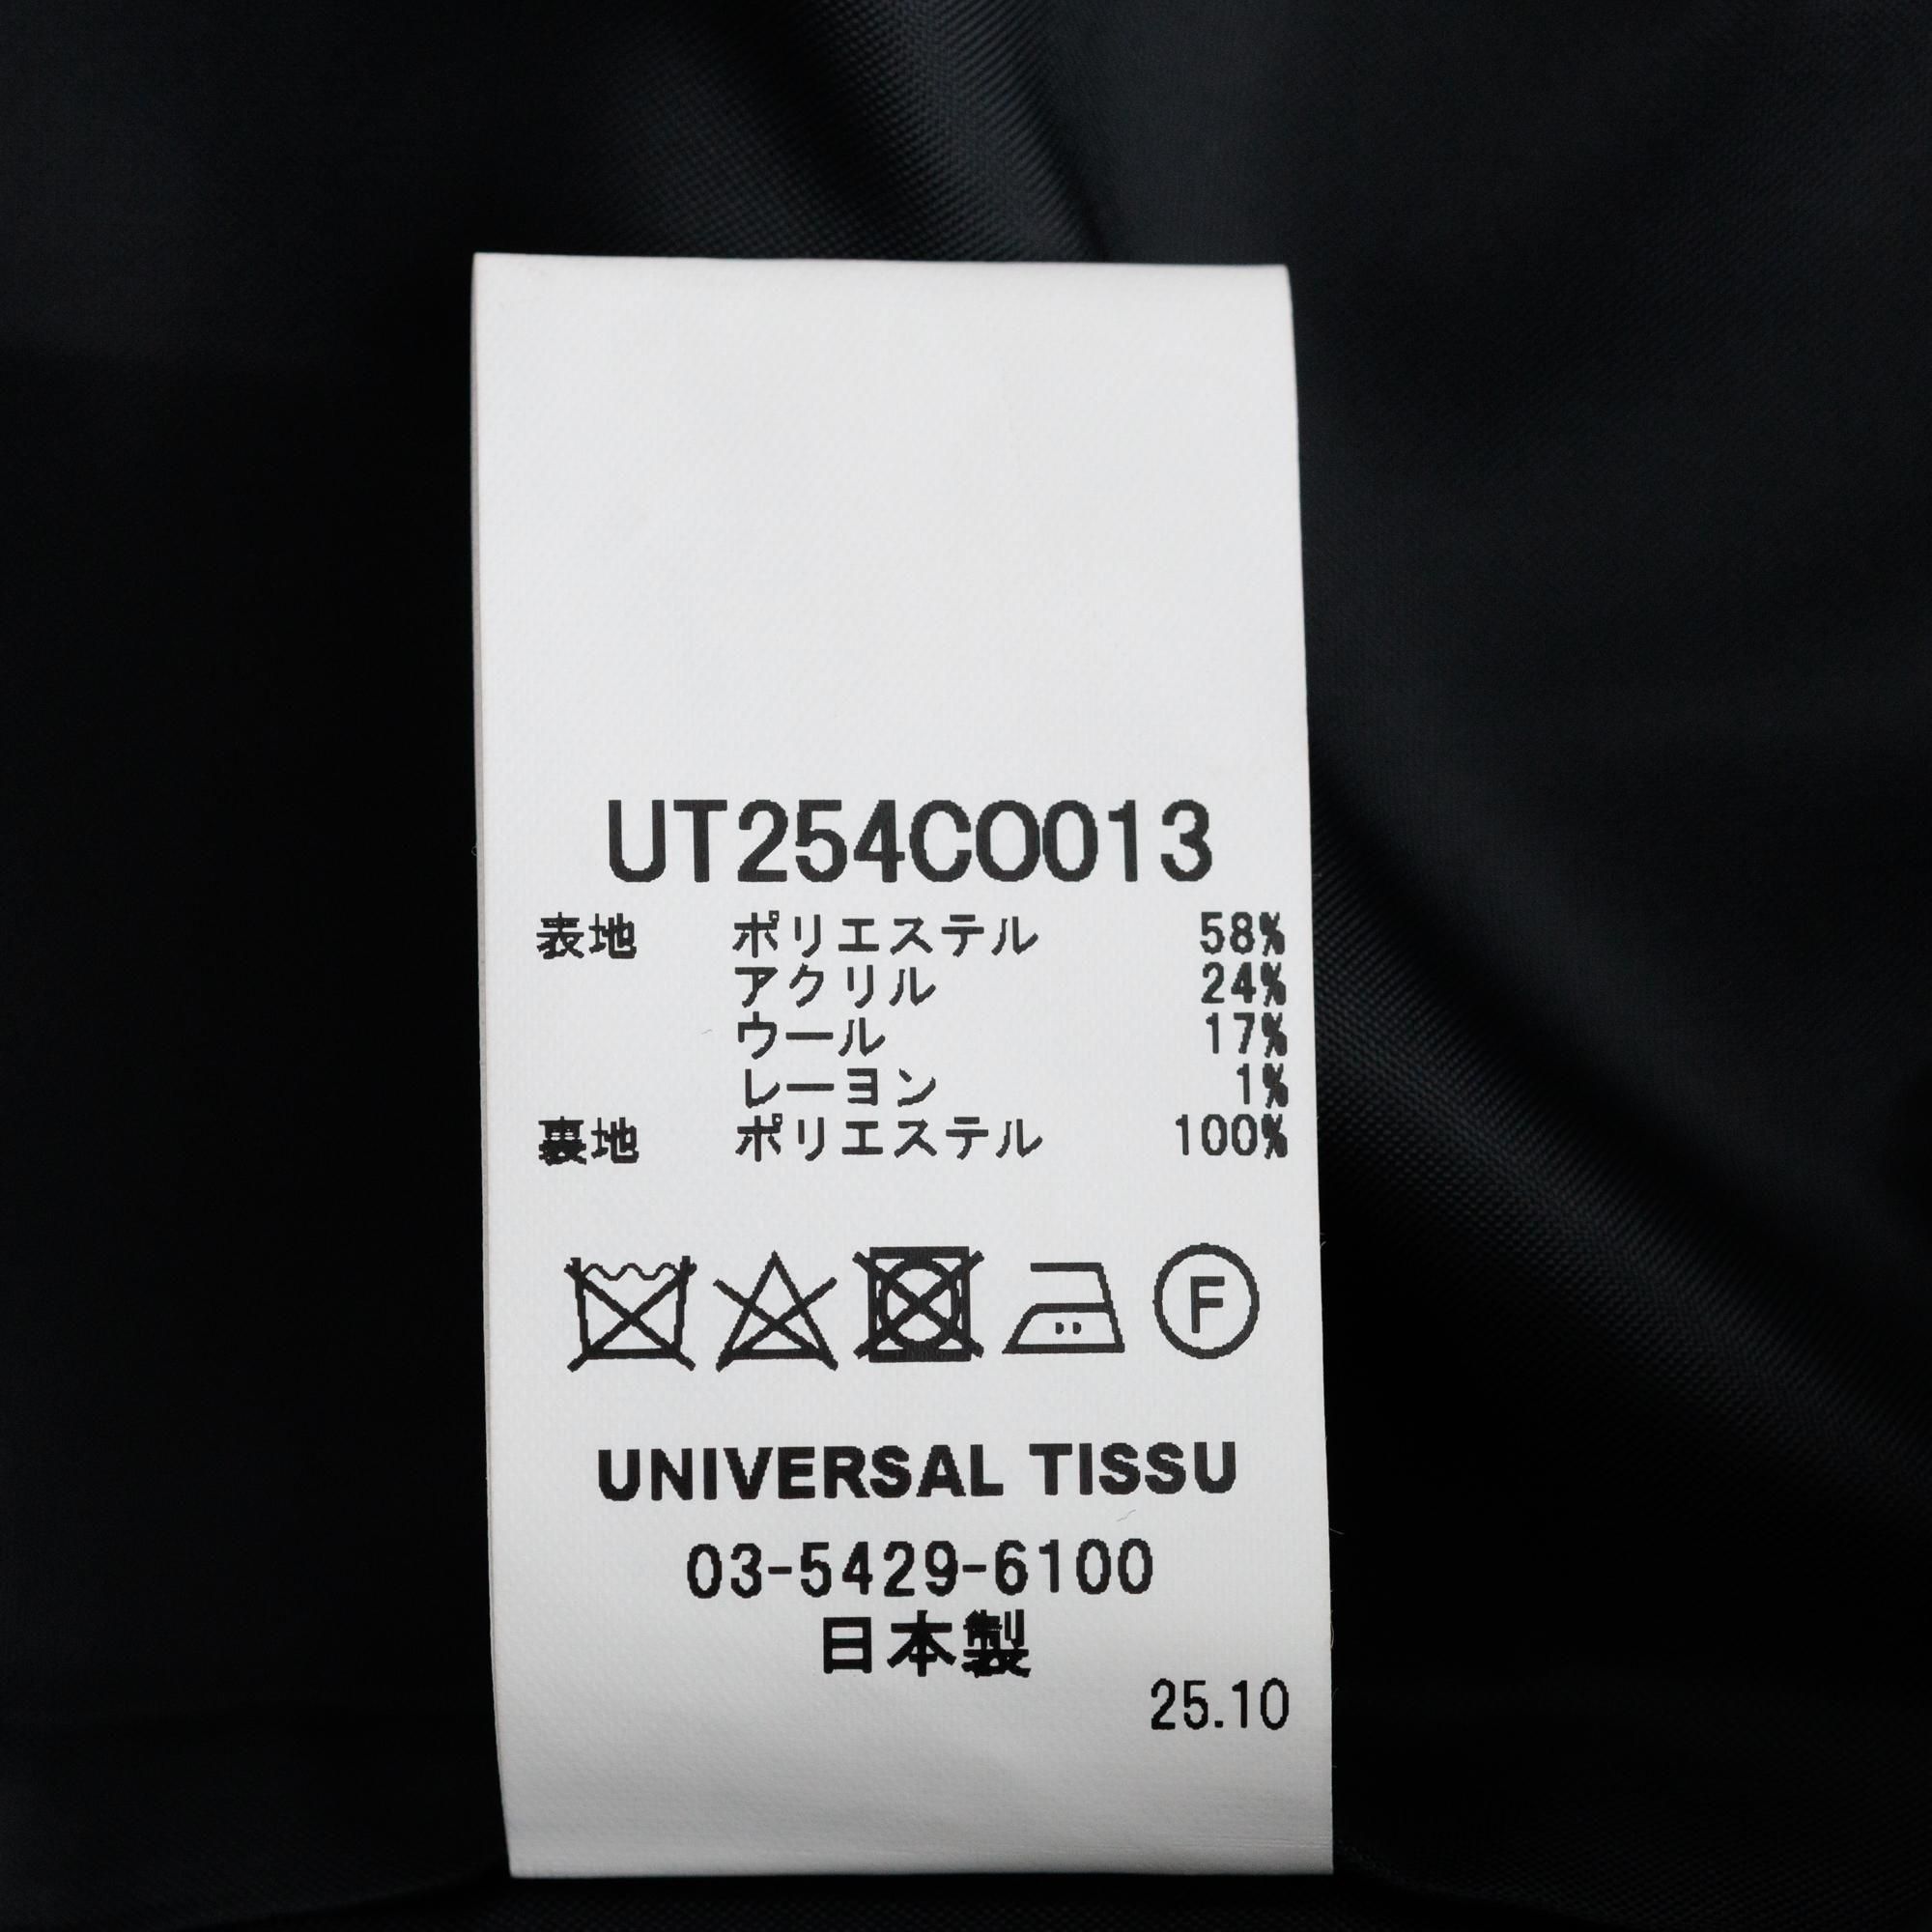 UT254CO013
表地 ポリエステル 58%
アクリル 24%
ウール 17%
レーヨン 1%
裏地 ポリエステル 100%
F
UNIVERSAL TISSU
03-5429-6100
日本製
25.10